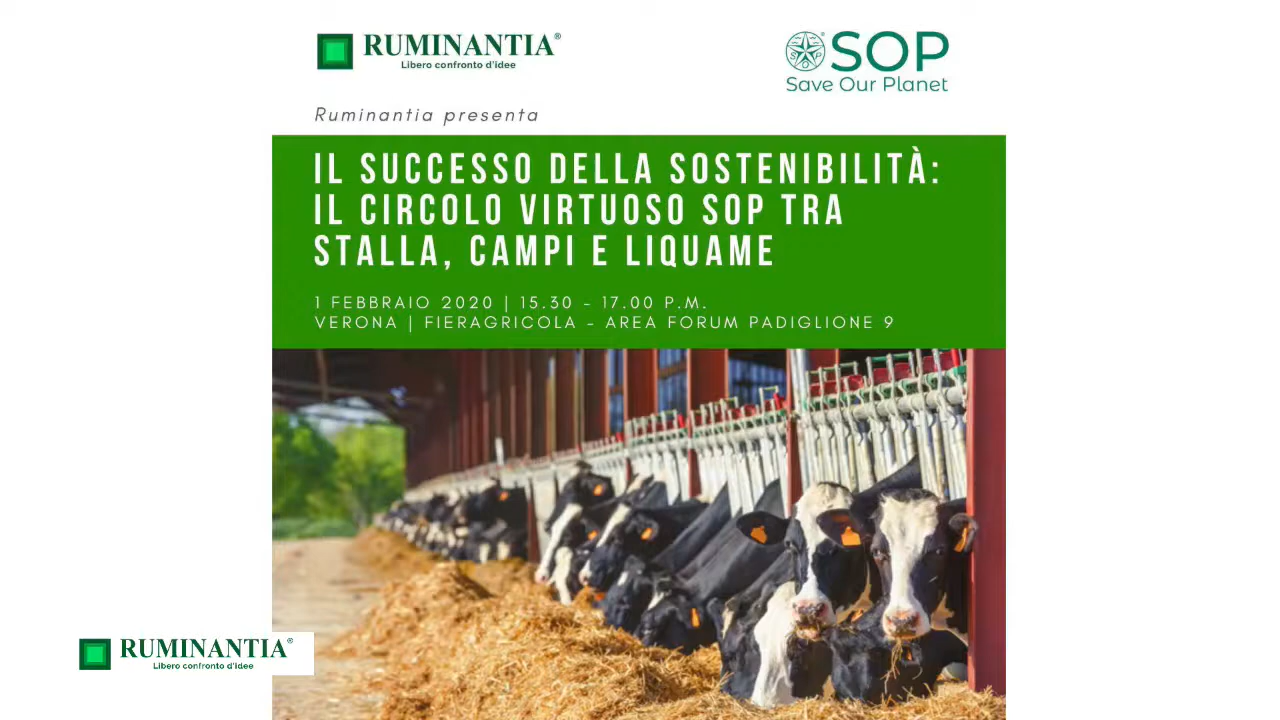 RUMINANTIA®
Libero confronto d'idee
SOP
Save Our Planet
Ruminantia presenta
IL SUCCESSO DELLA SOSTENIBILITÀ:
IL CIRCOLO VIRTUOSO SOP TRA
STALLA, CAMPI E LIQUAME
1 FEBBRAIO 2020 | 15.30 - 17.00 P.M.
VERONA | FIERAGRICOLA - AREA FORUM PADIGLIONE 9
RUMINANTIA®
Libero confronto d'idee